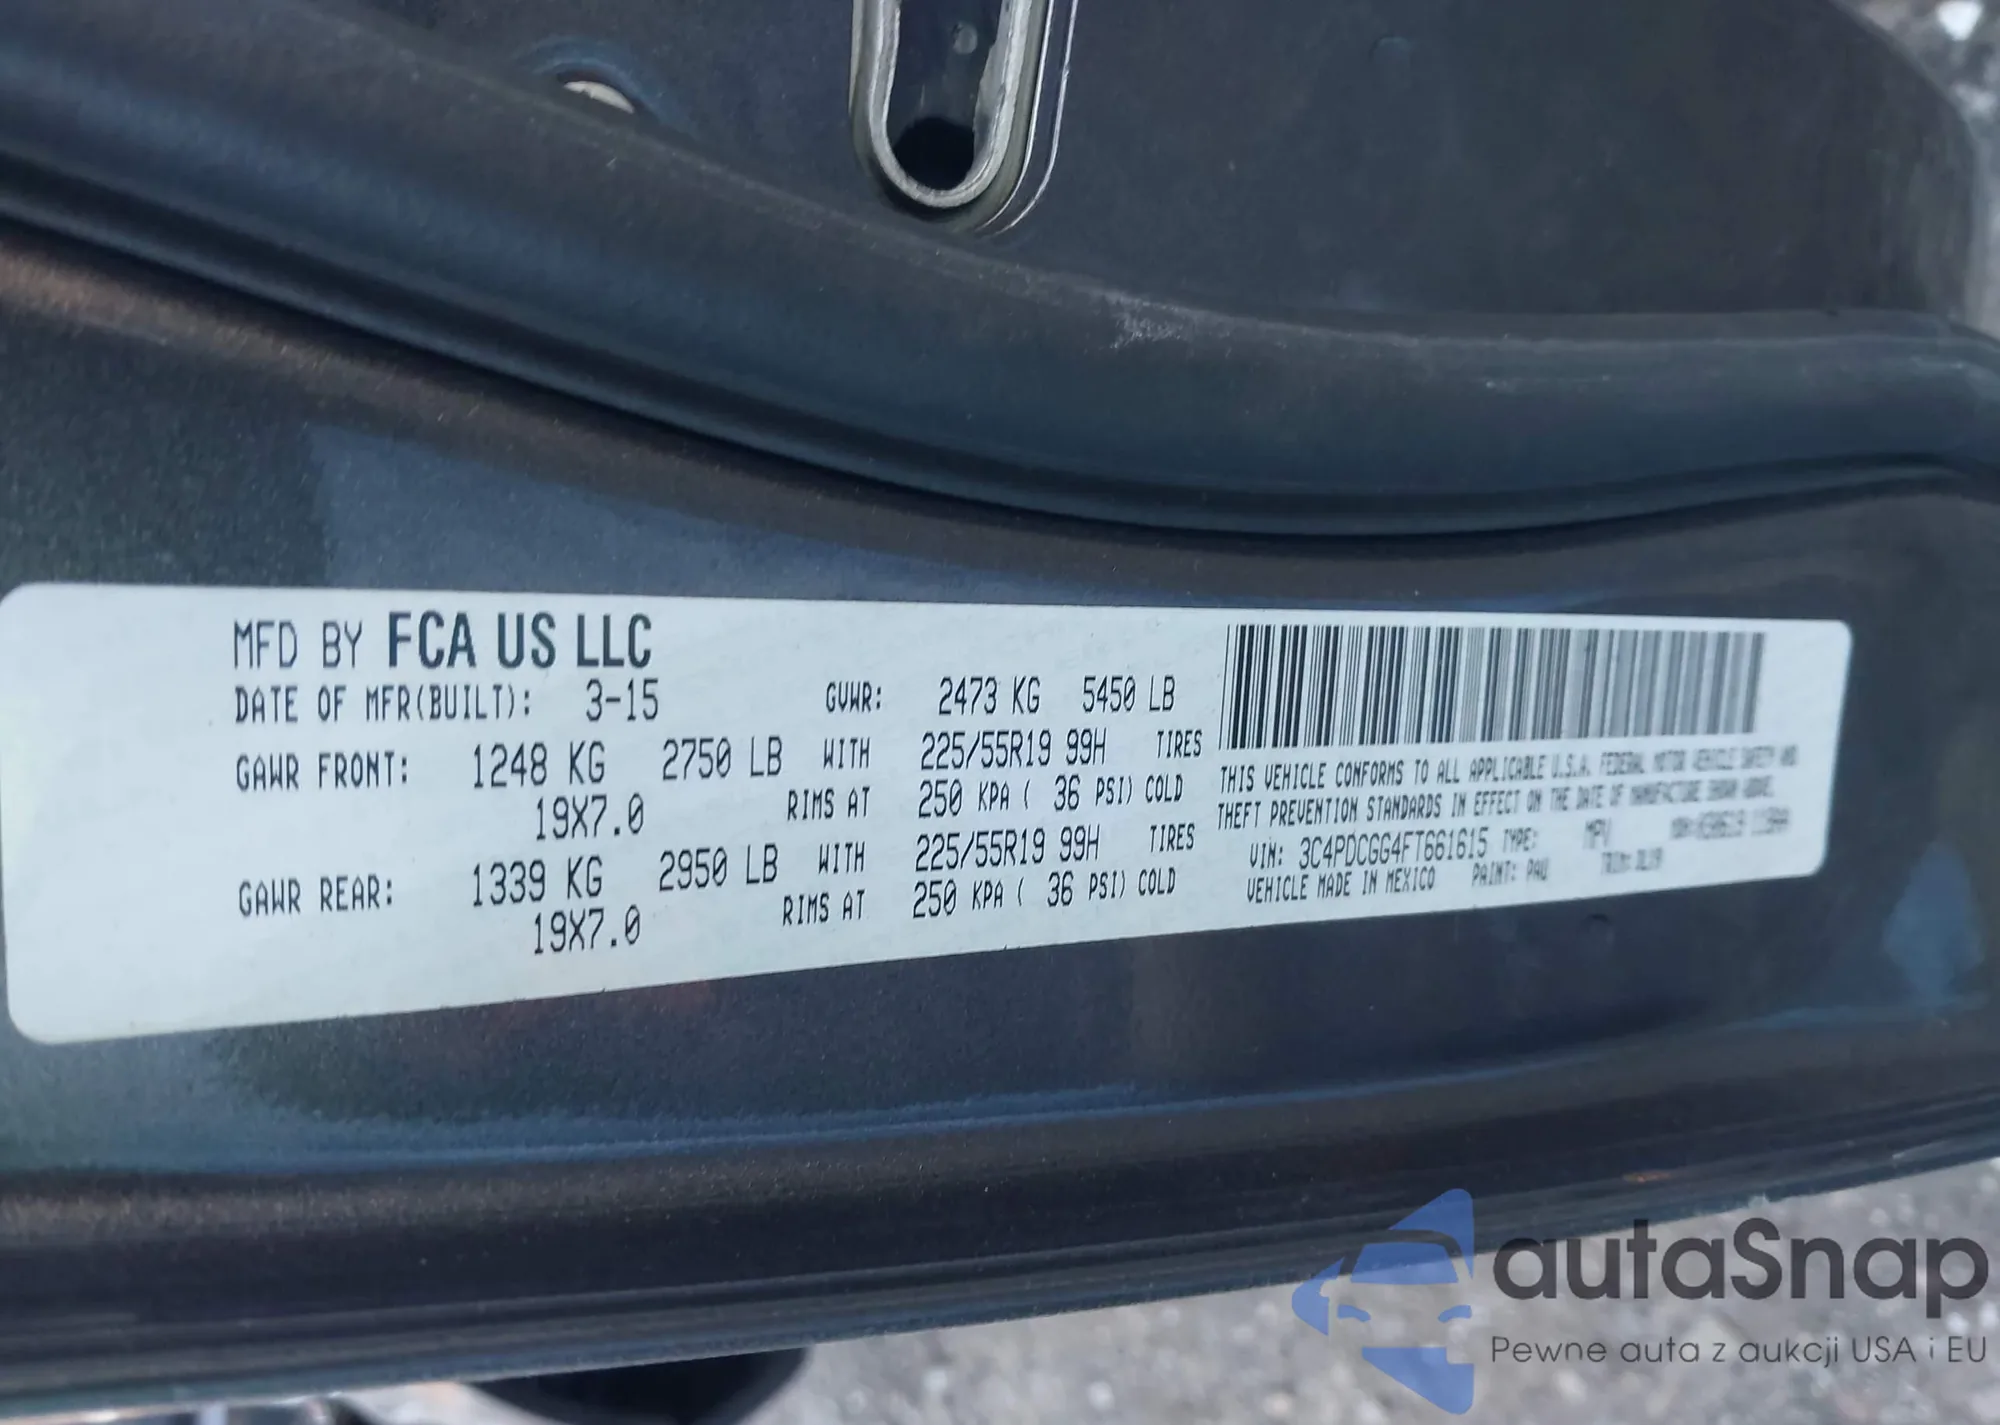 MFD BY FCA US LLC
DATE OF MFR(BUILT): 3-15 GVWR: 2473 KG 5450 LB
GAWR FRONT: 1248 KG 2750 LB WITH 225/55R19 99H TIRES
19X7.0 RIMS AT 250 KPA ( 36 PSI) COLD
GAWR REAR: 1339 KG 2950 LB WITH 225/55R19 99H TIRES
19X7.0 RIMS AT 250 KPA ( 36 PSI) COLD
THIS VEHICLE CONFORMS TO ALL APPLICABLE U.S.A. FEDERAL MOTOR VEHICLE SAFETY AND
THEFT PREVENTION STANDARDS IN EFFECT ON THE DATE OF MANUFACTURE SHOWN ABOVE.
VIN: 3C4PDCGG4FT661615 TYPE: MPV
VEHICLE MADE IN MEXICO PAINT: PAU TRIM:
autaSnap
Pewne auta z aukcji USA i EU